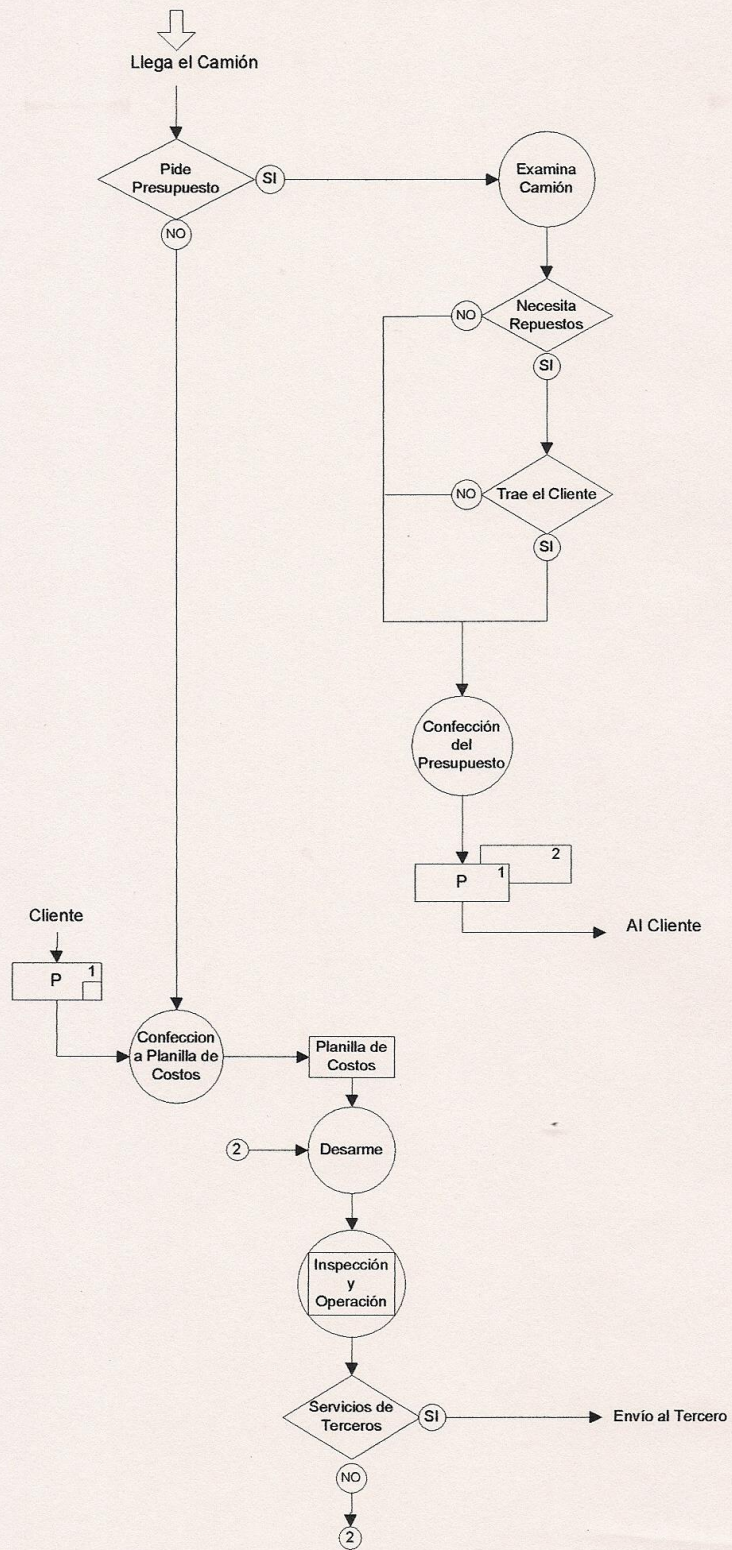 Llega el Camión
Pide
Presupuesto
SI
Examina
Camión
NO
Necesita
Repuestos
NO
SI
Trae el Cliente
NO
SI
Confección
del
Presupuesto
2
P 1
Al Cliente
Cliente
P 1
Confeccion
a Planilla de
Costos
Planilla de
Costos
2
Desarme
Inspección
y
Operación
Servicios de
Terceros
SI
Envío al Tercero
NO
2